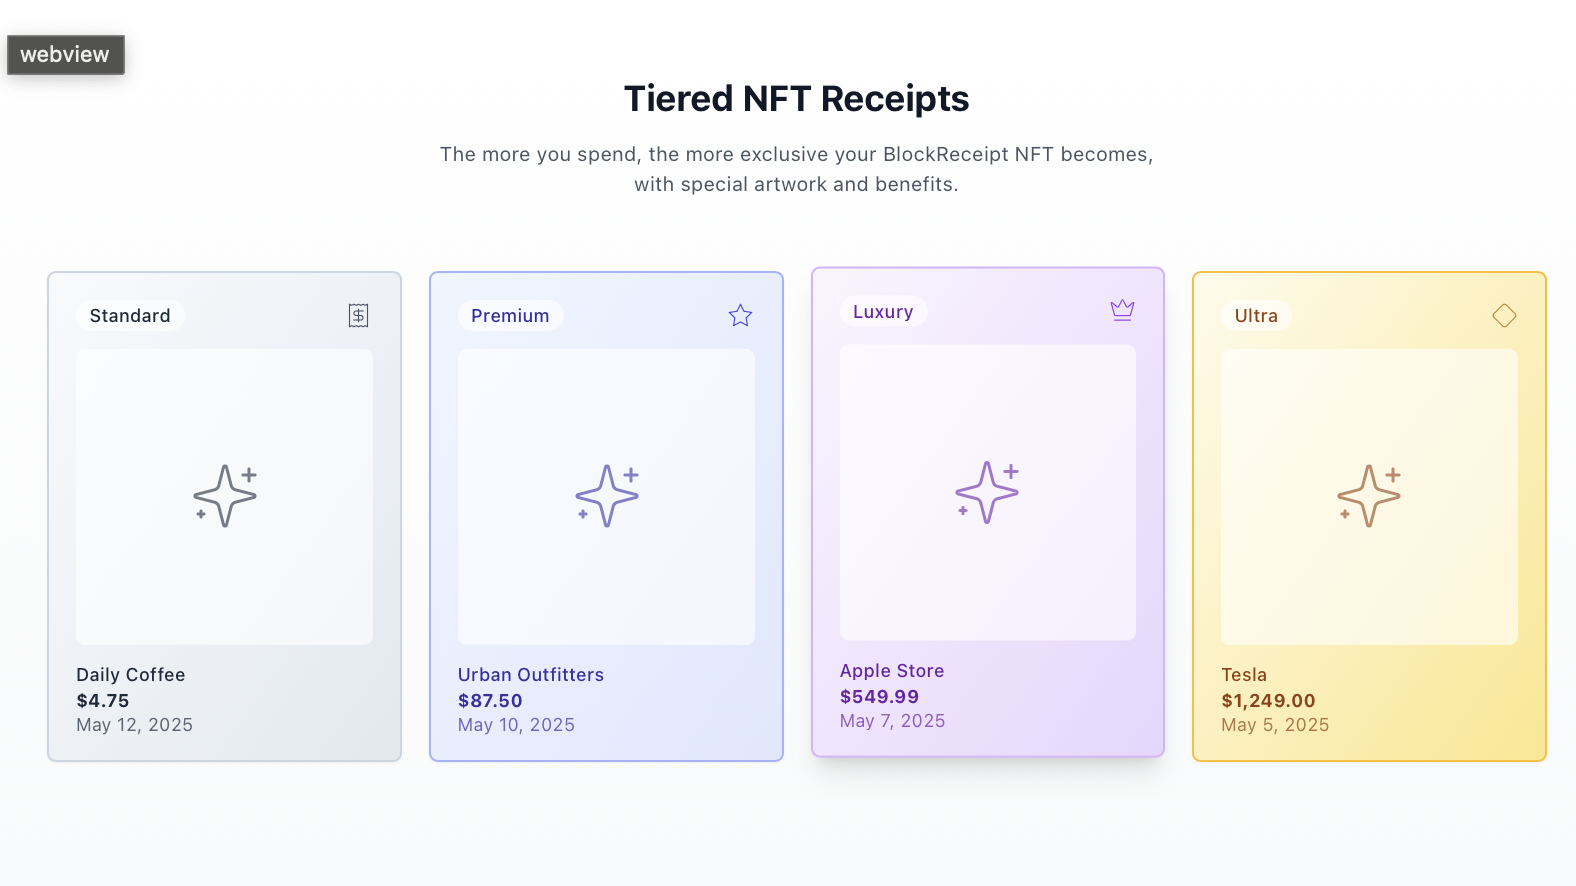 webview
Tiered NFT Receipts
The more you spend, the more exclusive your BlockReceipt NFT becomes,
with special artwork and benefits.
Standard
Daily Coffee
$4.75
May 12, 2025
Premium
Urban Outfitters
$87.50
May 10, 2025
Luxury
Apple Store
$549.99
May 7, 2025
Ultra
Tesla
$1,249.00
May 5, 2025